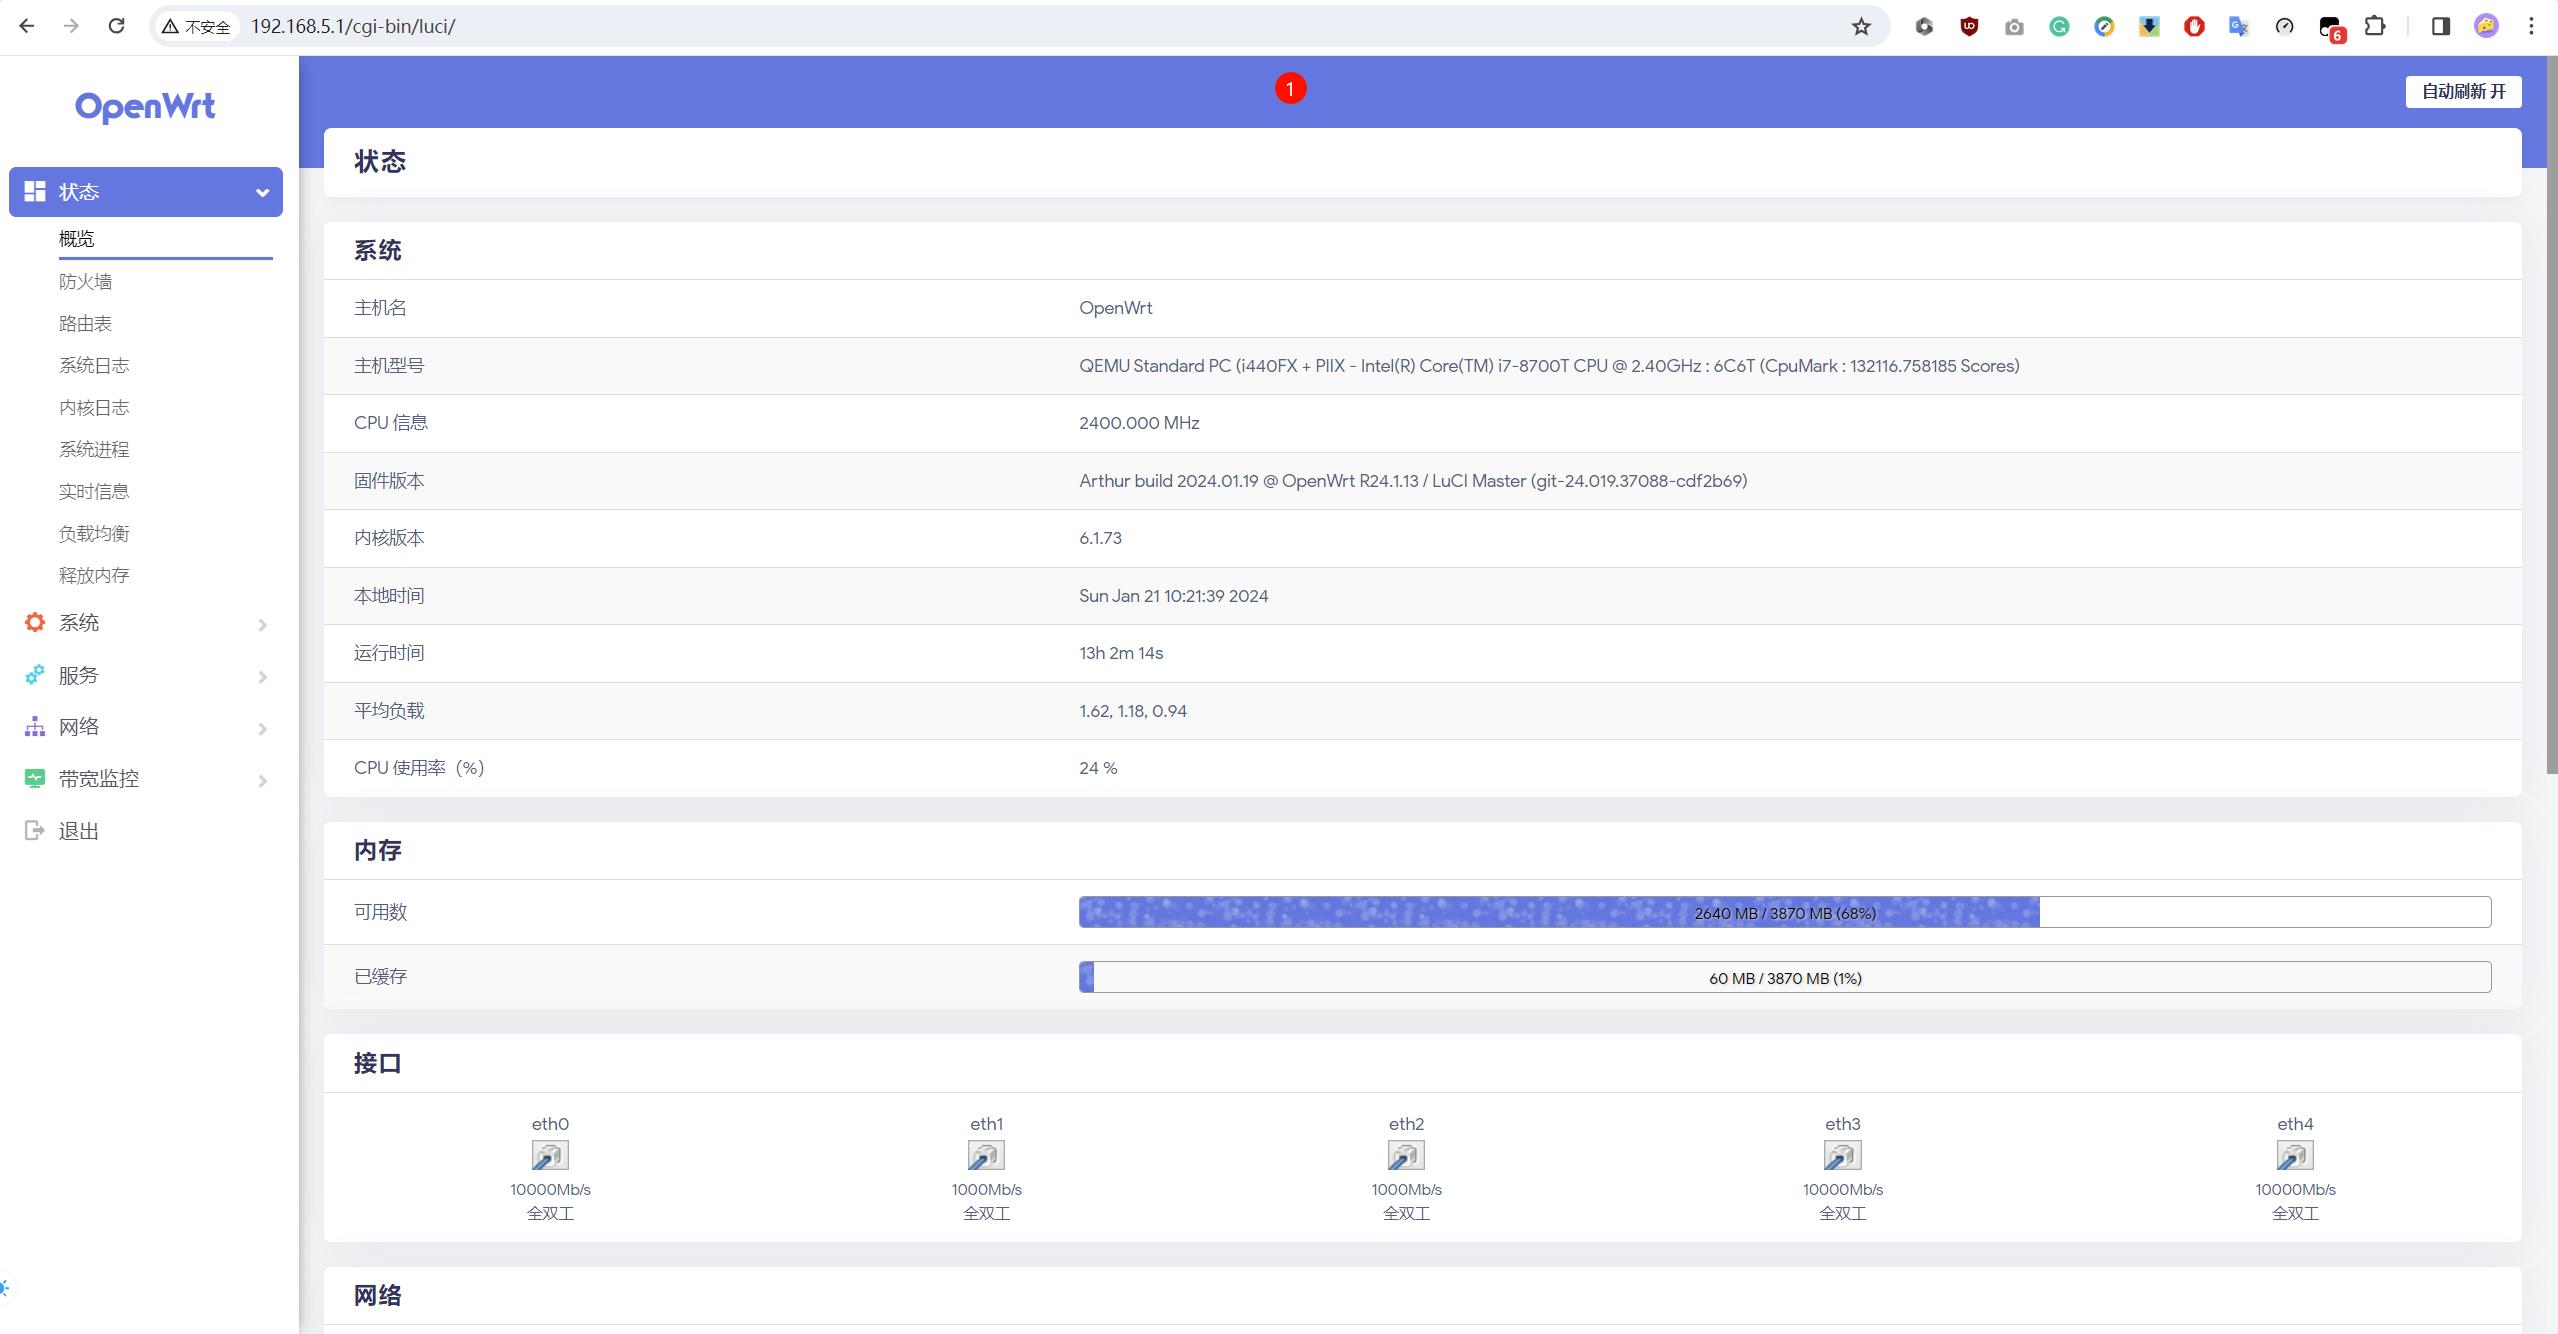 不安全 192.168.5.1/cgi-bin/luci/
6
OpenWrt
1
自动刷新 开
状态
概览
防火墙
路由表
系统日志
内核日志
系统进程
实时信息
负载均衡
释放内存
系统
服务
网络
带宽监控
退出
状态
系统
主机名 OpenWrt
主机型号 QEMU Standard PC (i440FX + PIIX - Intel(R) Core(TM) i7-8700T CPU @ 2.40GHz : 6C6T (CpuMark : 132116.758185 Scores)
CPU 信息 2400.000 MHz
固件版本 Arthur build 2024.01.19 @ OpenWrt R24.1.13 / LuCI Master (git-24.019.37088-cdf2b69)
内核版本 6.1.73
本地时间 Sun Jan 21 10:21:39 2024
运行时间 13h 2m 14s
平均负载 1.62, 1.18, 0.94
CPU 使用率（%） 24 %
内存
可用数 2640 MB / 3870 MB (68%)
已缓存 60 MB / 3870 MB (1%)
接口
eth0 eth1 eth2 eth3 eth4
10000Mb/s 1000Mb/s 1000Mb/s 10000Mb/s 10000Mb/s
全双工 全双工 全双工 全双工 全双工
网络